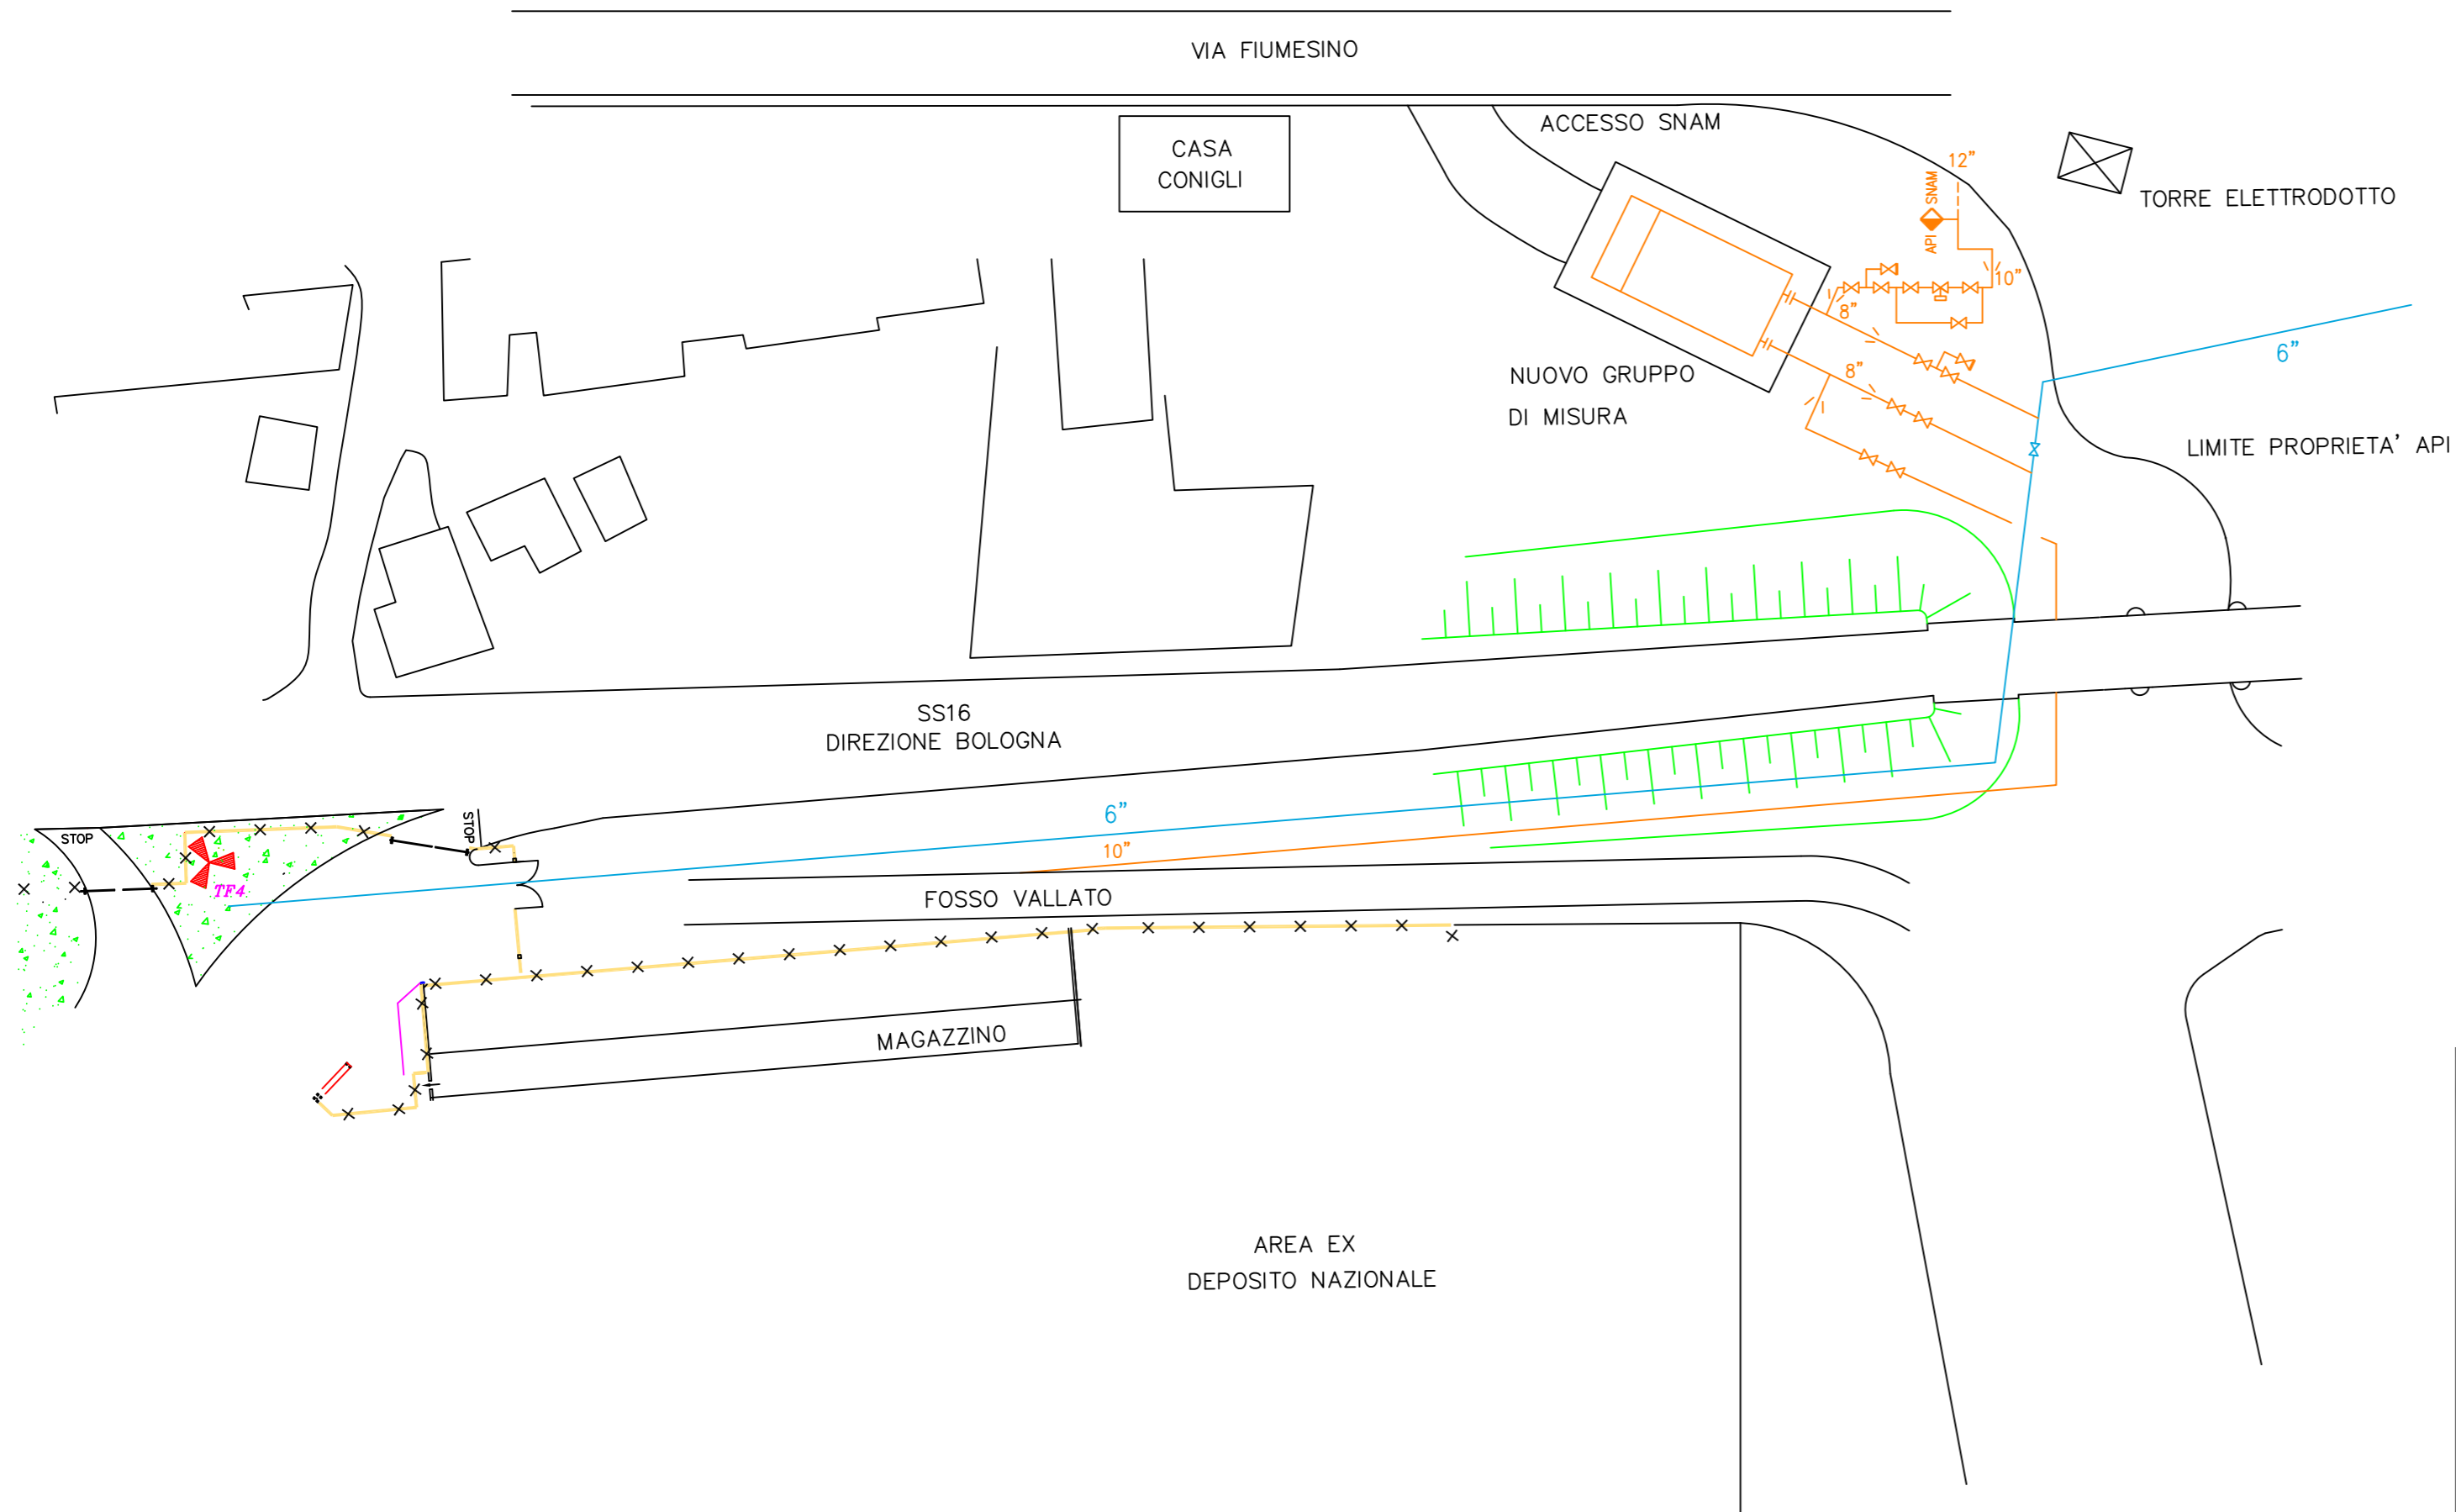 VIA FIUMESINO
ACCESSO SNAM
CASA
CONIGLI
12”
SNAM
API
TORRE ELETTRODOTTO
10”
8”
6”
8”
NUOVO GRUPPO
DI MISURA
LIMITE PROPRIETA’ API
SS16
DIREZIONE BOLOGNA
6”
STOP
STOP
10”
TF4
FOSSO VALLATO
MAGAZZINO
AREA EX
DEPOSITO NAZIONALE